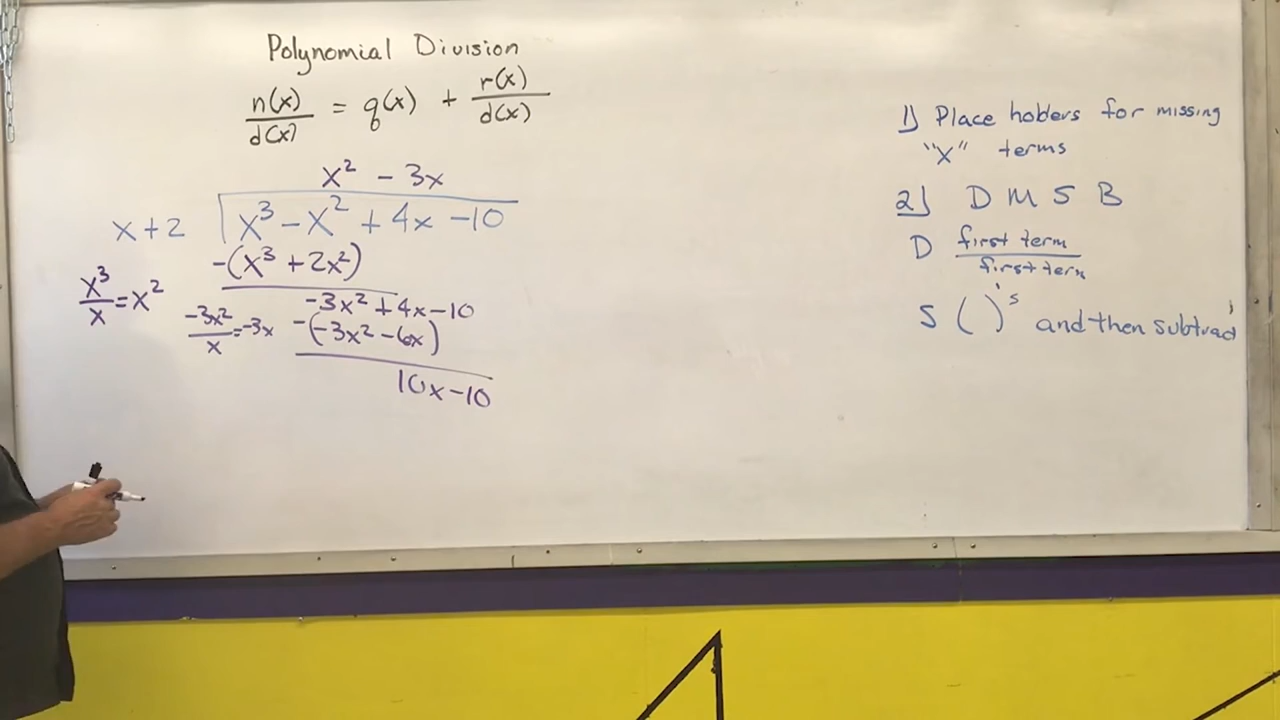 Polynomial Division
n(x)/d(x) = q(x) + r(x)/d(x)
x² - 3x
x+2 x³ - x² + 4x - 10
-(x³ + 2x²)
x³/x = x²
-3x² + 4x - 10
-3x²/x = -3x
-(-3x² - 6x)
10x - 10
1) Place holders for missing
"X" terms
2) D M S B
D first term/first term
S ( )'s and then subtract